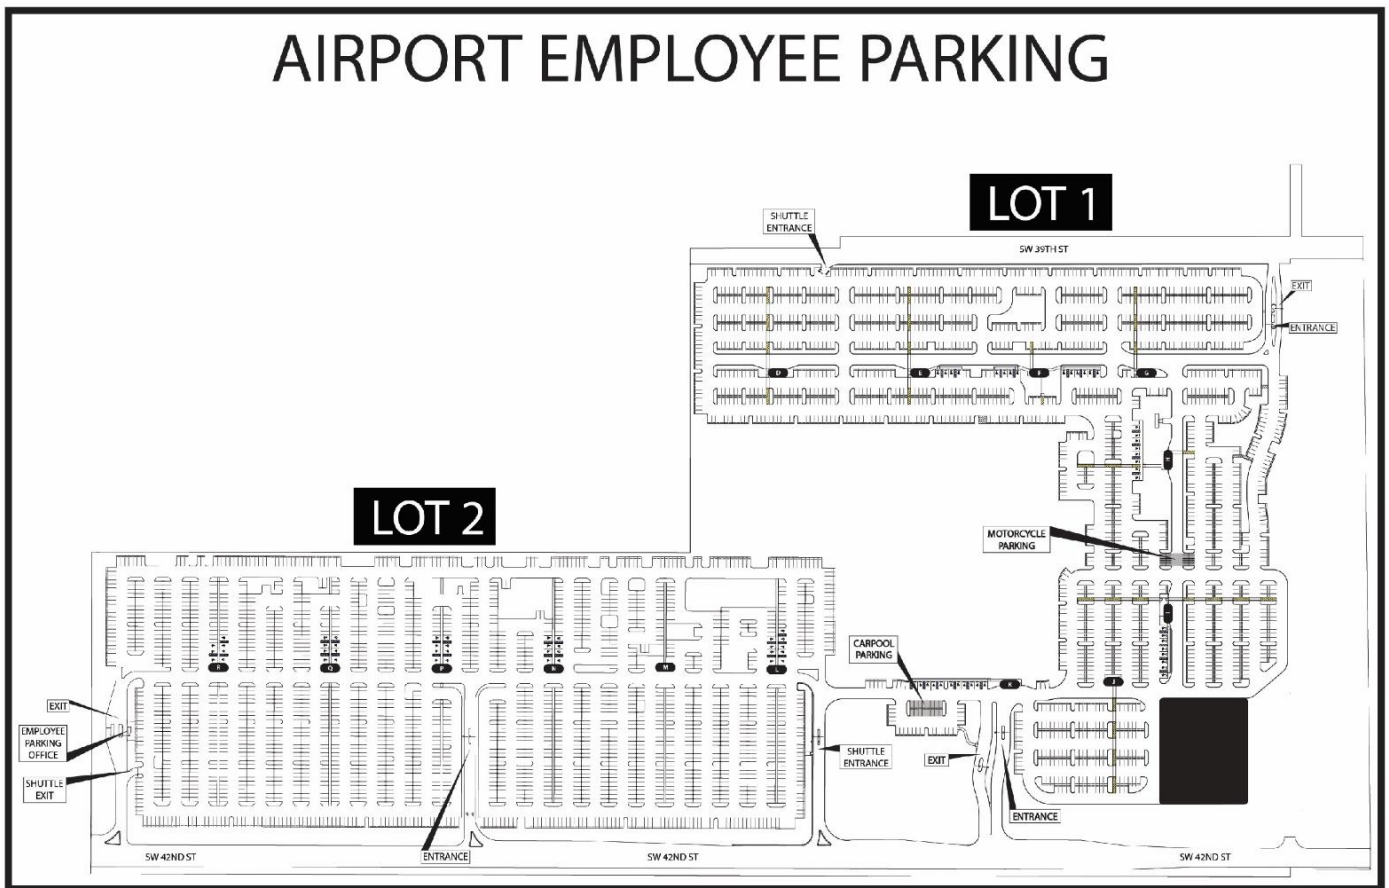 AIRPORT EMPLOYEE PARKING
LOT 1
SHUTTLE
ENTRANCE
SW 39TH ST
EXIT
ENTRANCE
D
E
F
G
H
LOT 2
MOTORCYCLE
PARKING
I
CARPOOL
PARKING
R
Q
P
N
M
L
K
J
EXIT
EMPLOYEE
PARKING
OFFICE
SHUTTLE
EXIT
SHUTTLE
ENTRANCE
EXIT
ENTRANCE
ENTRANCE
SW 42ND ST
SW 42ND ST
SW 42ND ST